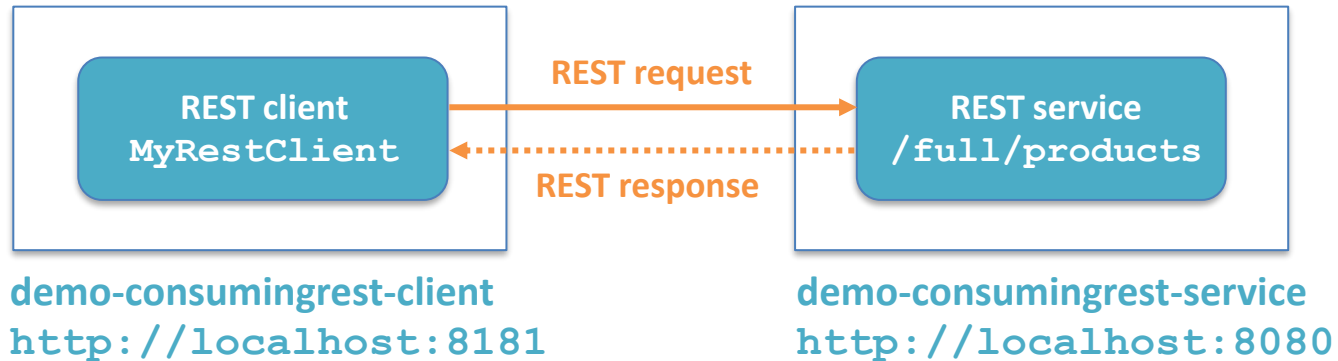 REST client
MyRestClient
REST request
REST response
REST service
/full/products
demo-consumingrest-client
http://localhost:8181
demo-consumingrest-service
http://localhost:8080